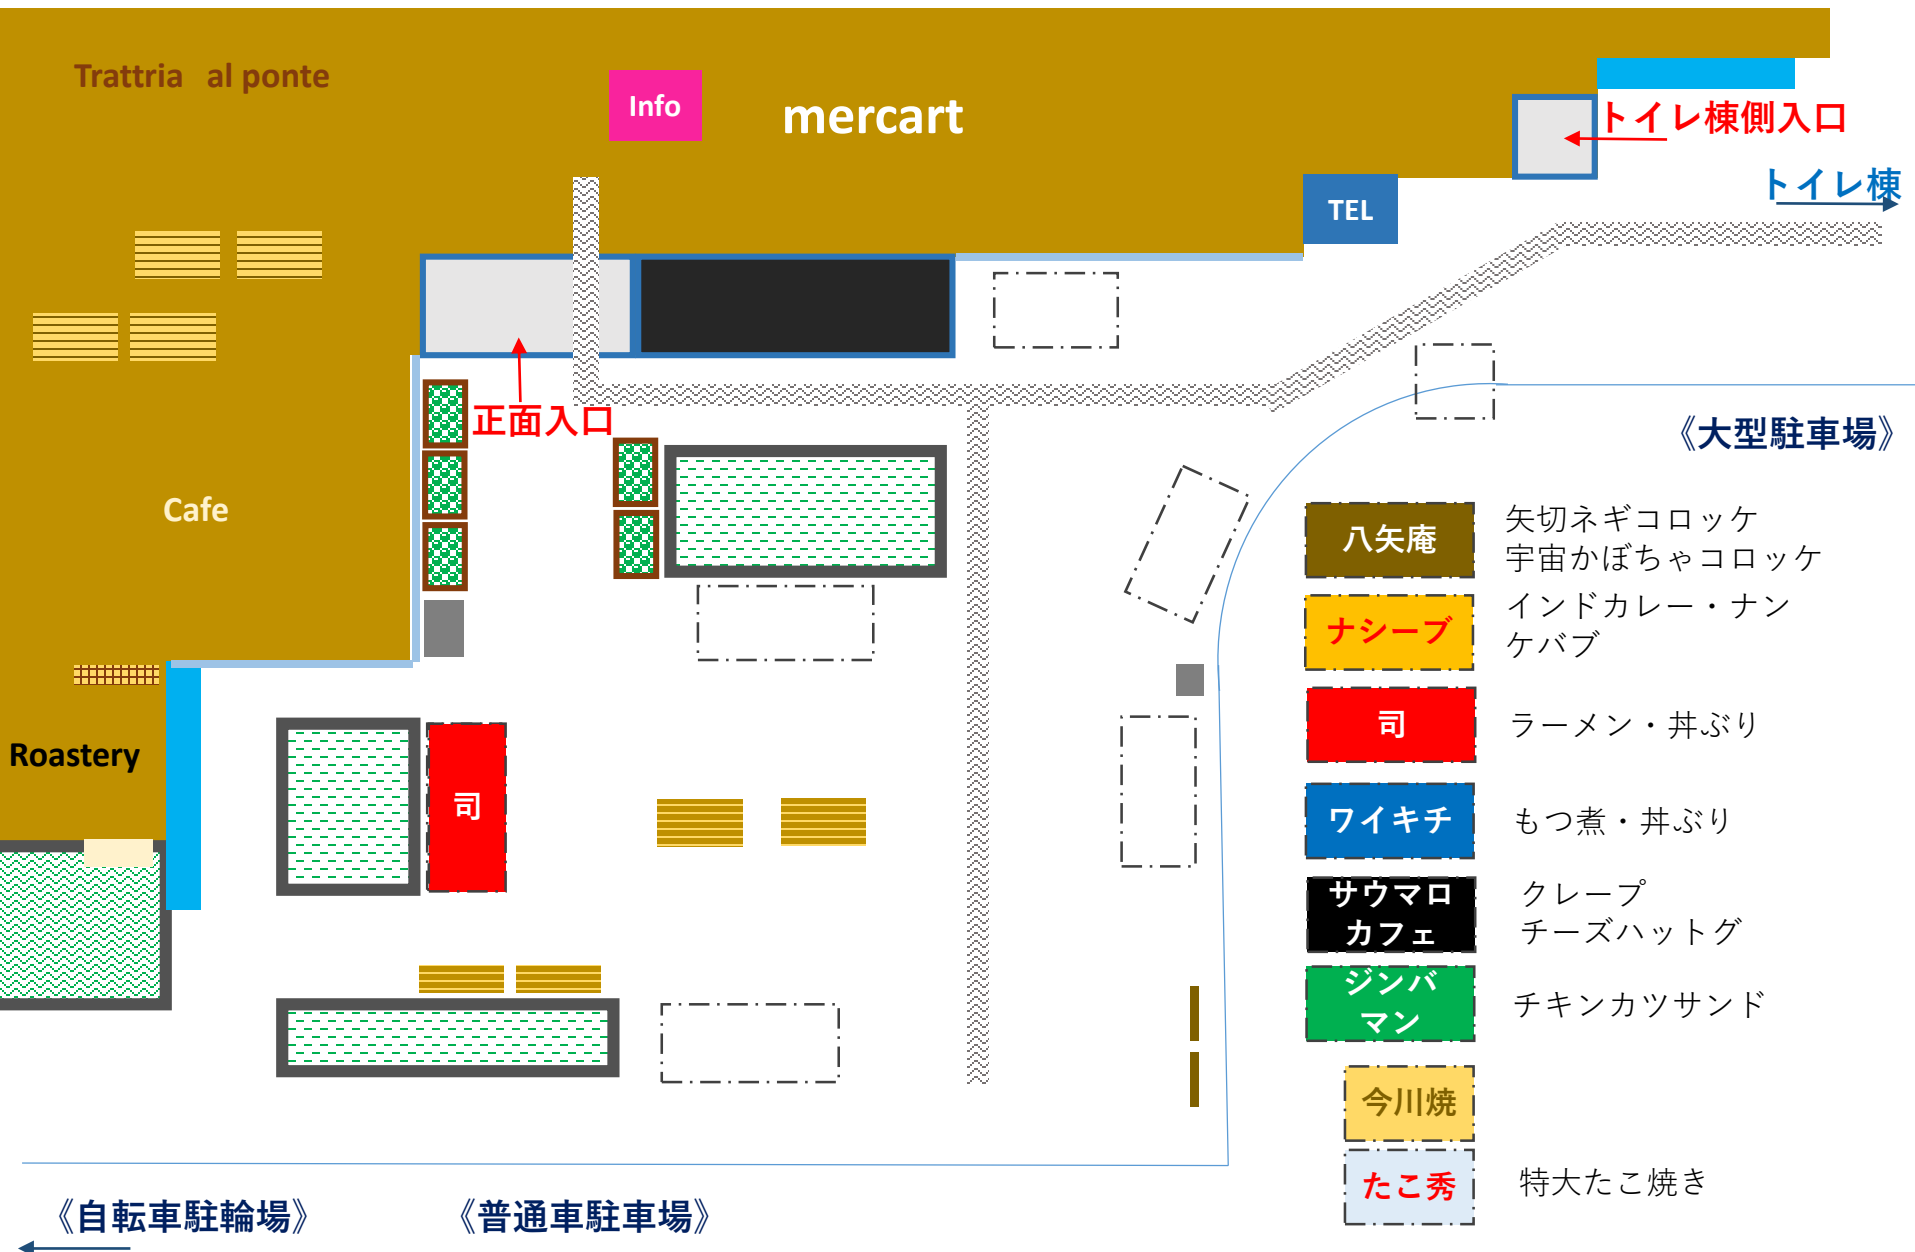 Trattria al ponte
Info
mercart
トイレ棟側入口
トイレ棟
TEL
正面入口
《大型駐車場》
Cafe
八矢庵
矢切ネギコロッケ
宇宙かぼちゃコロッケ
ナシーブ
インドカレー・ナン
ケバブ
司
ラーメン・丼ぶり
Roastery
司
ワイキチ
もつ煮・丼ぶり
サウマロ
カフェ
クレープ
チーズハットグ
ジンバ
マン
チキンカツサンド
今川焼
たこ秀
特大たこ焼き
《自転車駐輪場》
《普通車駐車場》